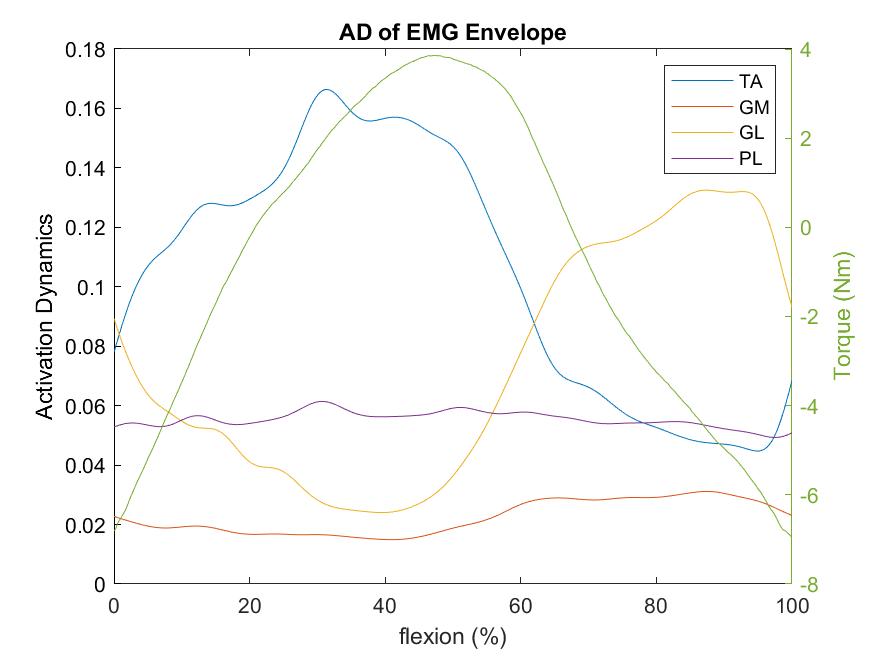 AD of EMG Envelope
0.18
0.16
0.14
0.12
0.1
0.08
0.06
0.04
0.02
0
Activation Dynamics
0
20
40
60
80
100
flexion (%)
4
2
0
-2
-4
-6
-8
Torque (Nm)
TA
GM
GL
PL